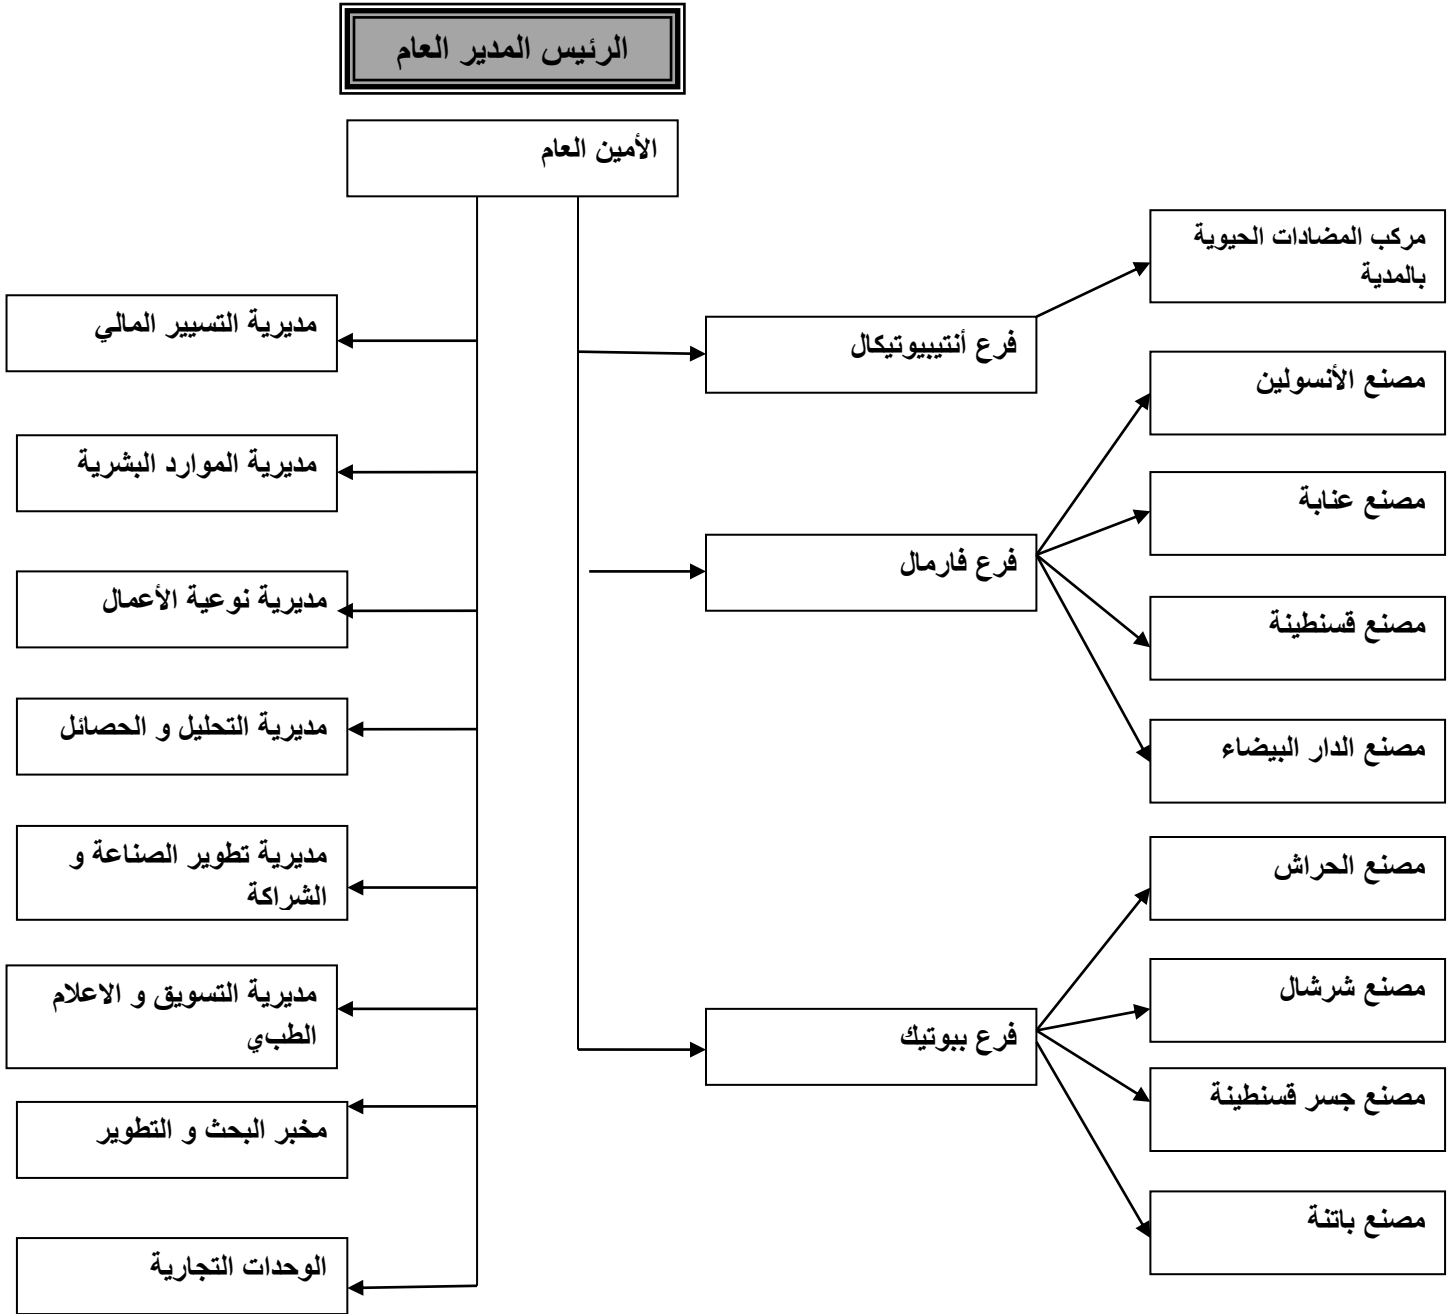 الرئيس المدير العام
الأمين العام
مركب المضادات الحيوية
بالمدية
فرع أنتيبيوتيكال
مديرية التسيير المالي
مصنع الأنسولين
مديرية الموارد البشرية
مصنع عنابة
فرع فارمال
مديرية نوعية الأعمال
مصنع قسنطينة
مديرية التحليل و الحصائل
مصنع الدار البيضاء
مديرية تطوير الصناعة و
الشراكة
مصنع الحراش
مديرية التسويق و الاعلام
الطبي
مصنع شرشال
فرع بيوتيك
مصنع جسر قسنطينة
مخبر البحث و التطوير
مصنع باتنة
الوحدات التجارية